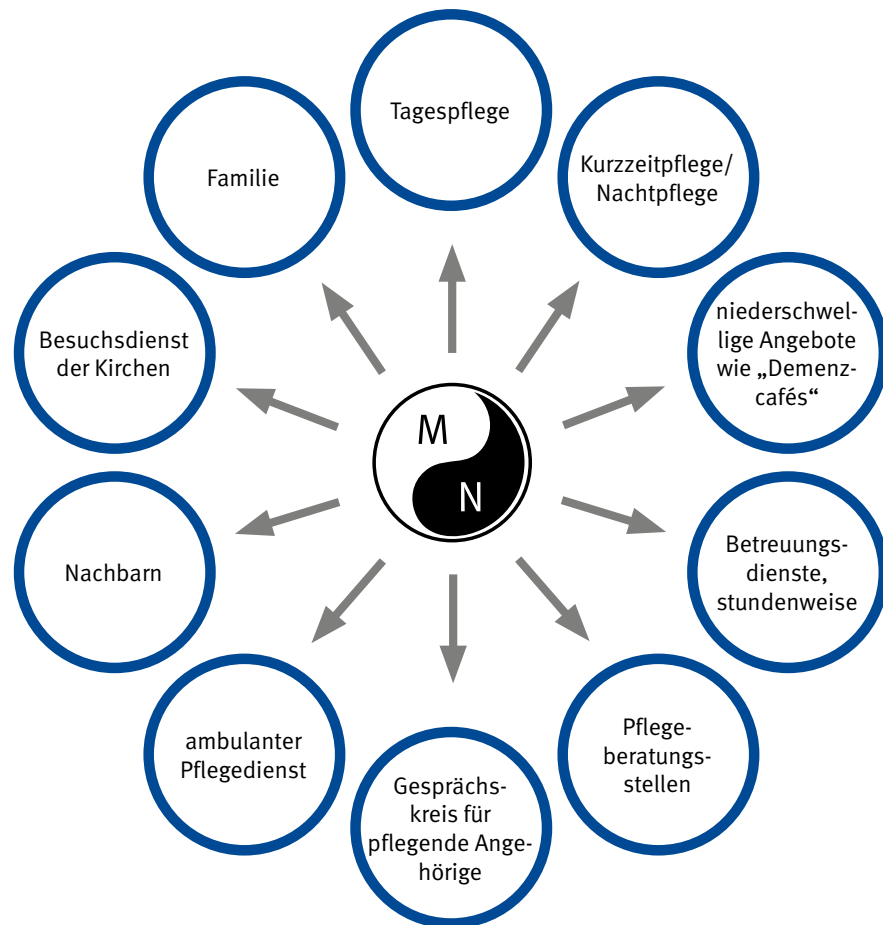 Tagespflege
Kurzzeitpflege/
Nachtpflege
niederschwel-
lige Angebote
wie „Demenz-
cafés“
Betreuungs-
dienste,
stundenweise
Pflege-
beratungs-
stellen
Gesprächs-
kreis für
pflegende Ange-
hörige
ambulanter
Pflegedienst
Nachbarn
Besuchsdienst
der Kirchen
Familie
M
N